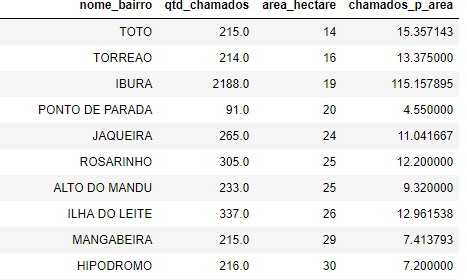 nome_bairro qtd_chamados area_hectare chamados_p_area
TOTO 215.0 14 15.357143
TORREAO 214.0 16 13.375000
IBURA 2188.0 19 115.157895
PONTO DE PARADA 91.0 20 4.550000
JAQUEIRA 265.0 24 11.041667
ROSARINHO 305.0 25 12.200000
ALTO DO MANDU 233.0 25 9.320000
ILHA DO LEITE 337.0 26 12.961538
MANGABEIRA 215.0 29 7.413793
HIPODROMO 216.0 30 7.200000